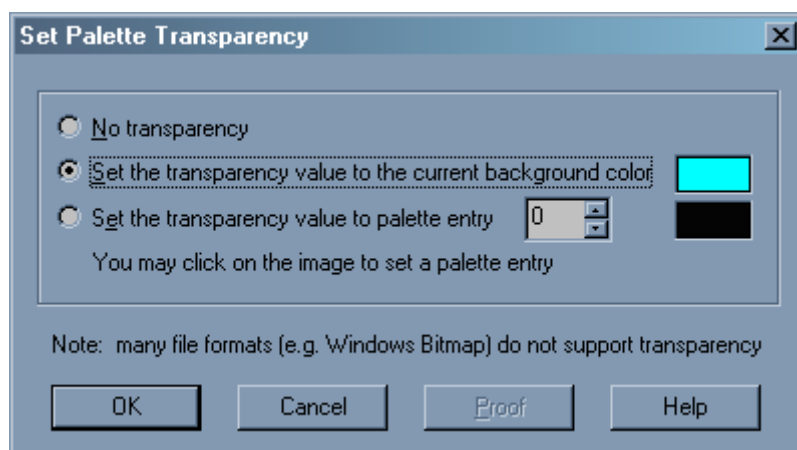 Set Palette Transparency
No transparency
Set the transparency value to the current background color
Set the transparency value to palette entry 0
You may click on the image to set a palette entry
Note: many file formats (e.g. Windows Bitmap) do not support transparency
OK Cancel Proof Help